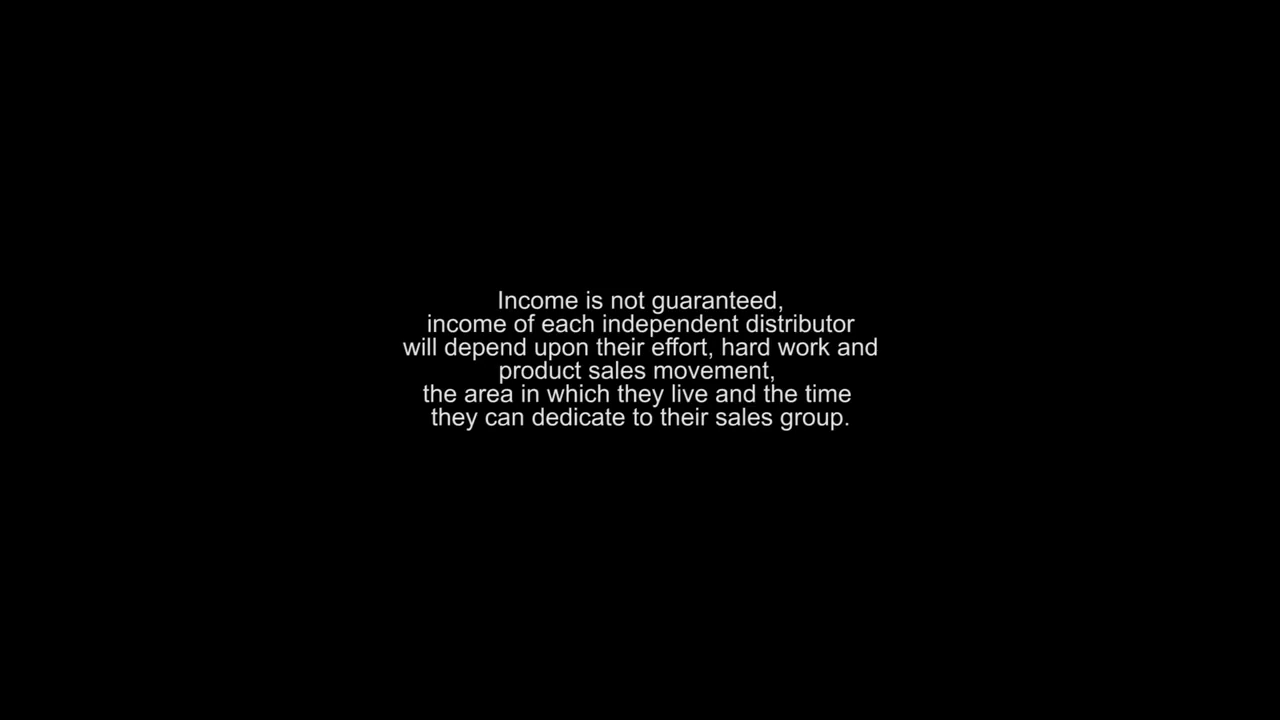 Income is not guaranteed,
income of each independent distributor
will depend upon their effort, hard work and
product sales movement,
the area in which they live and the time
they can dedicate to their sales group.